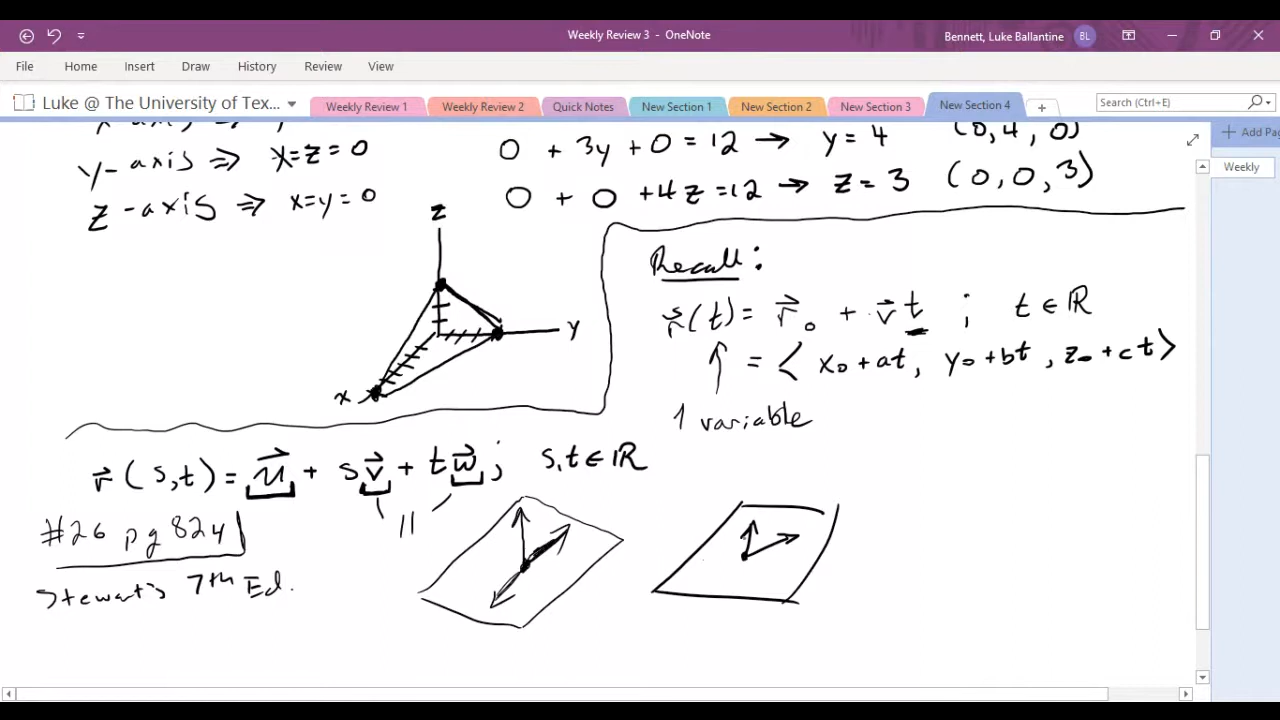 Weekly Review 3 - OneNote
Bennett, Luke Ballantine
BL
File Home Insert Draw History Review View
Luke @ The University of Tex...
Weekly Review 1
Weekly Review 2
Quick Notes
New Section 1
New Section 2
New Section 3
New Section 4
Search (Ctrl+E)
Add Pag
Weekly
y-axis ⇒ x=z=0
z-axis ⇒ x=y=0
0 + 3y + 0 = 12 → y = 4 (0, 4, 0)
0 + 0 + 4z = 12 → z = 3 (0, 0, 3)
z
y
x
Recall:
r⃗(t) = r⃗₀ + v⃗t ; t ∈ ℝ
= ⟨x₀ + at, y₀ + bt, z₀ + ct⟩
1 variable
r⃗(s,t) = u⃗ + sv⃗ + tw⃗; s,t ∈ ℝ
#26 pg 824
Stewart's 7th Ed.